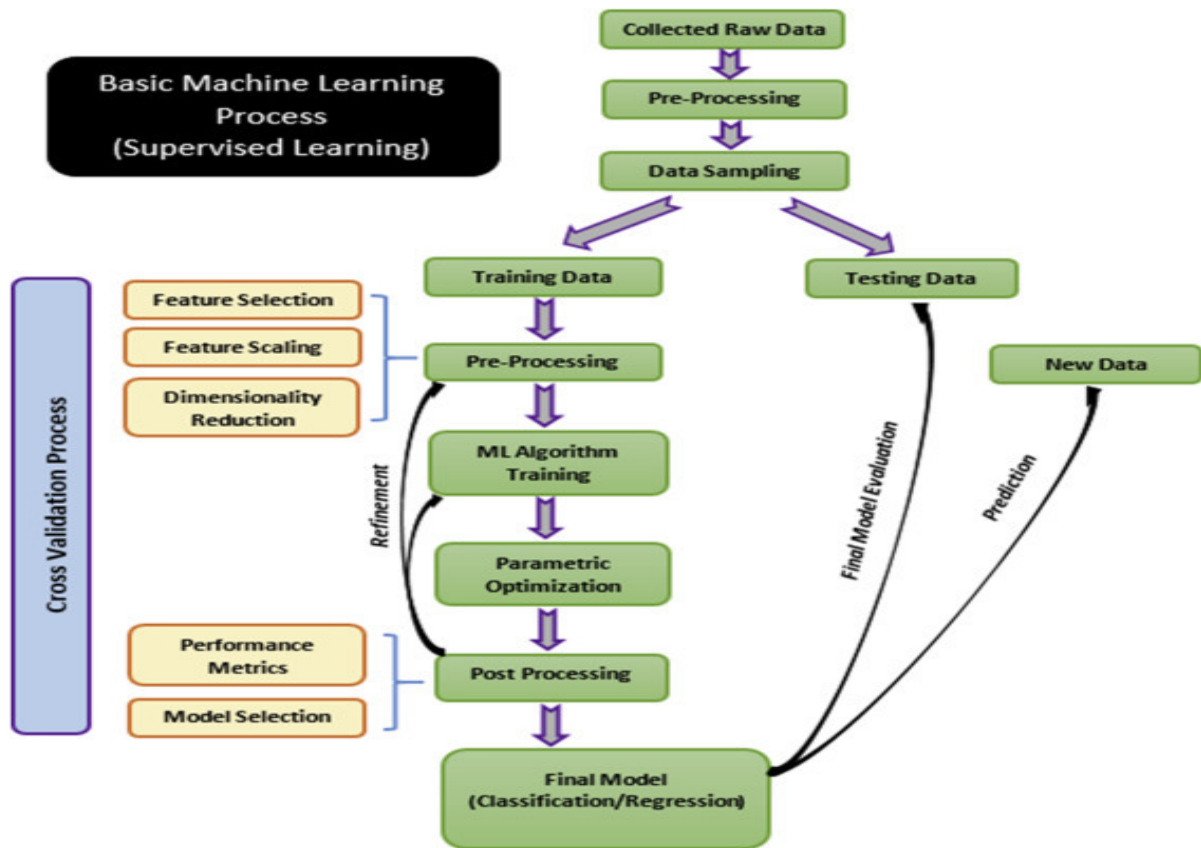 Collected Raw Data
Basic Machine Learning
Process
(Supervised Learning)
Pre-Processing
Data Sampling
Training Data
Testing Data
Feature Selection
Feature Scaling
Dimensionality
Reduction
Pre-Processing
New Data
ML Algorithm
Training
Refinement
Cross Validation Process
Parametric
Optimization
Final Model Evaluation
Prediction
Performance
Metrics
Model Selection
Post Processing
Final Model
(Classification/Regression)